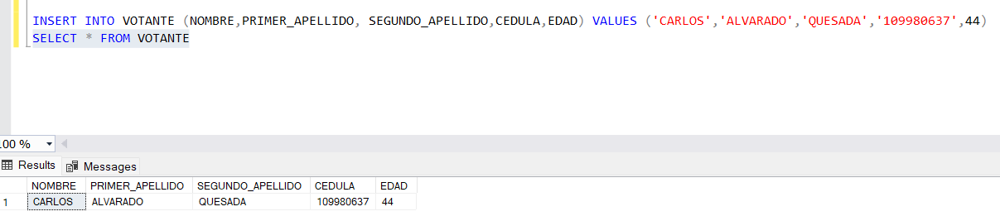 INSERT INTO VOTANTE (NOMBRE,PRIMER_APELLIDO, SEGUNDO_APELLIDO,CEDULA,EDAD) VALUES ('CARLOS','ALVARADO','QUESADA','109980637',44)
SELECT * FROM VOTANTE
.00 %
Results Messages
NOMBRE PRIMER_APELLIDO SEGUNDO_APELLIDO CEDULA EDAD
1 CARLOS ALVARADO QUESADA 109980637 44